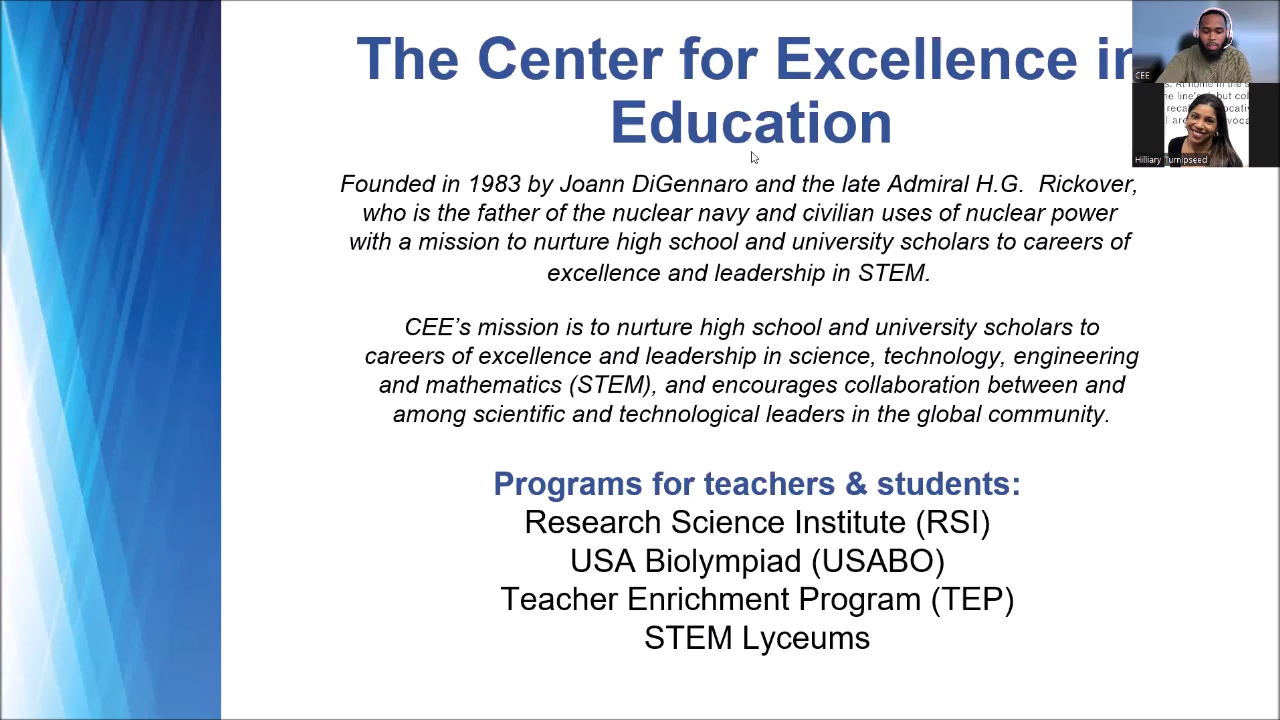 The Center for Excellence in
Education
Founded in 1983 by Joann DiGennaro and the late Admiral H.G. Rickover,
who is the father of the nuclear navy and civilian uses of nuclear power
with a mission to nurture high school and university scholars to careers of
excellence and leadership in STEM.
CEE’s mission is to nurture high school and university scholars to
careers of excellence and leadership in science, technology, engineering
and mathematics (STEM), and encourages collaboration between and
among scientific and technological leaders in the global community.
Programs for teachers & students:
Research Science Institute (RSI)
USA Biolympiad (USABO)
Teacher Enrichment Program (TEP)
STEM Lyceums
CEE
Hilliary Turnipseed